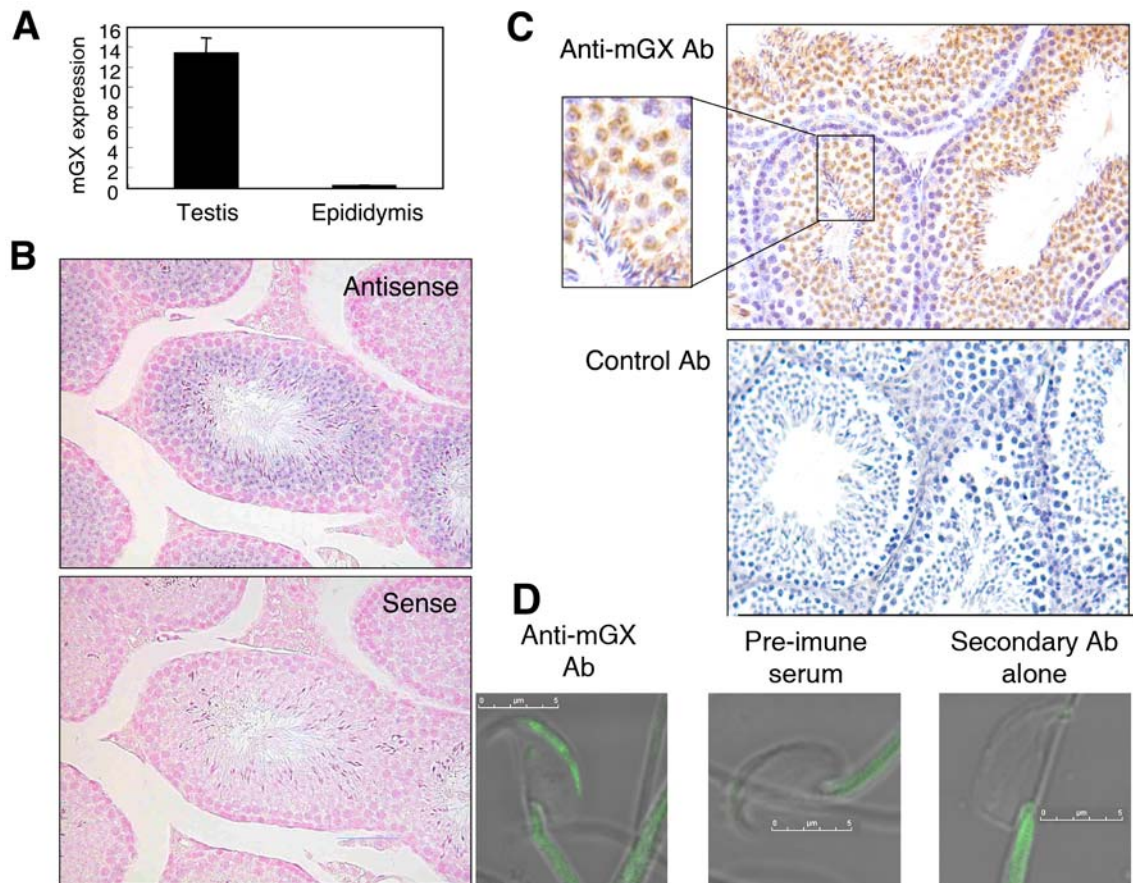 A
mGX expression
16
14
12
10
8
6
4
2
0
Testis
Epididymis
B
Antisense
Sense
C
Anti-mGX Ab
Control Ab
D
Anti-mGX
Ab
0 µm 5
Pre-imune
serum
0 µm 5
Secondary Ab
alone
0 µm 5